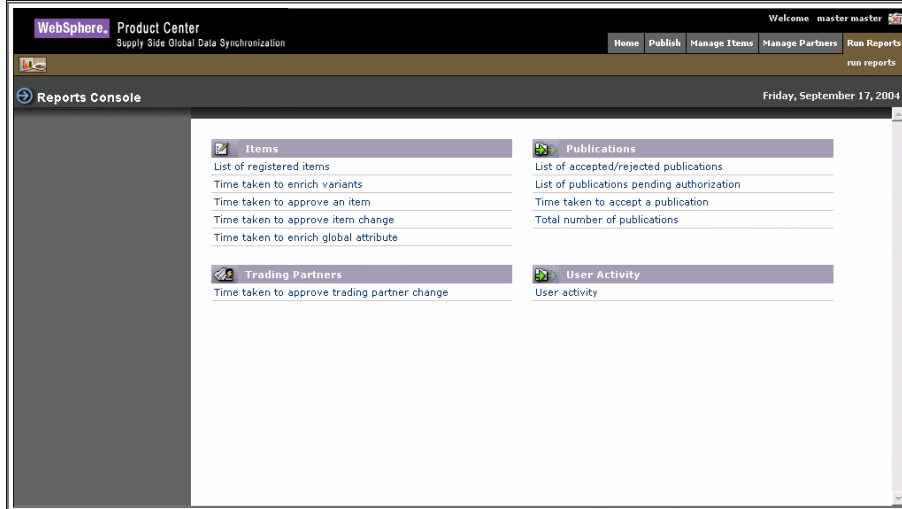 WebSphere. Product Center
Supply Side Global Data Synchronization
Welcome master master
Home Publish Manage Items Manage Partners Run Reports
run reports
Reports Console
Friday, September 17, 2004
Items
List of registered items
Time taken to enrich variants
Time taken to approve an item
Time taken to approve item change
Time taken to enrich global attribute
Publications
List of accepted/rejected publications
List of publications pending authorization
Time taken to accept a publication
Total number of publications
Trading Partners
Time taken to approve trading partner change
User Activity
User activity